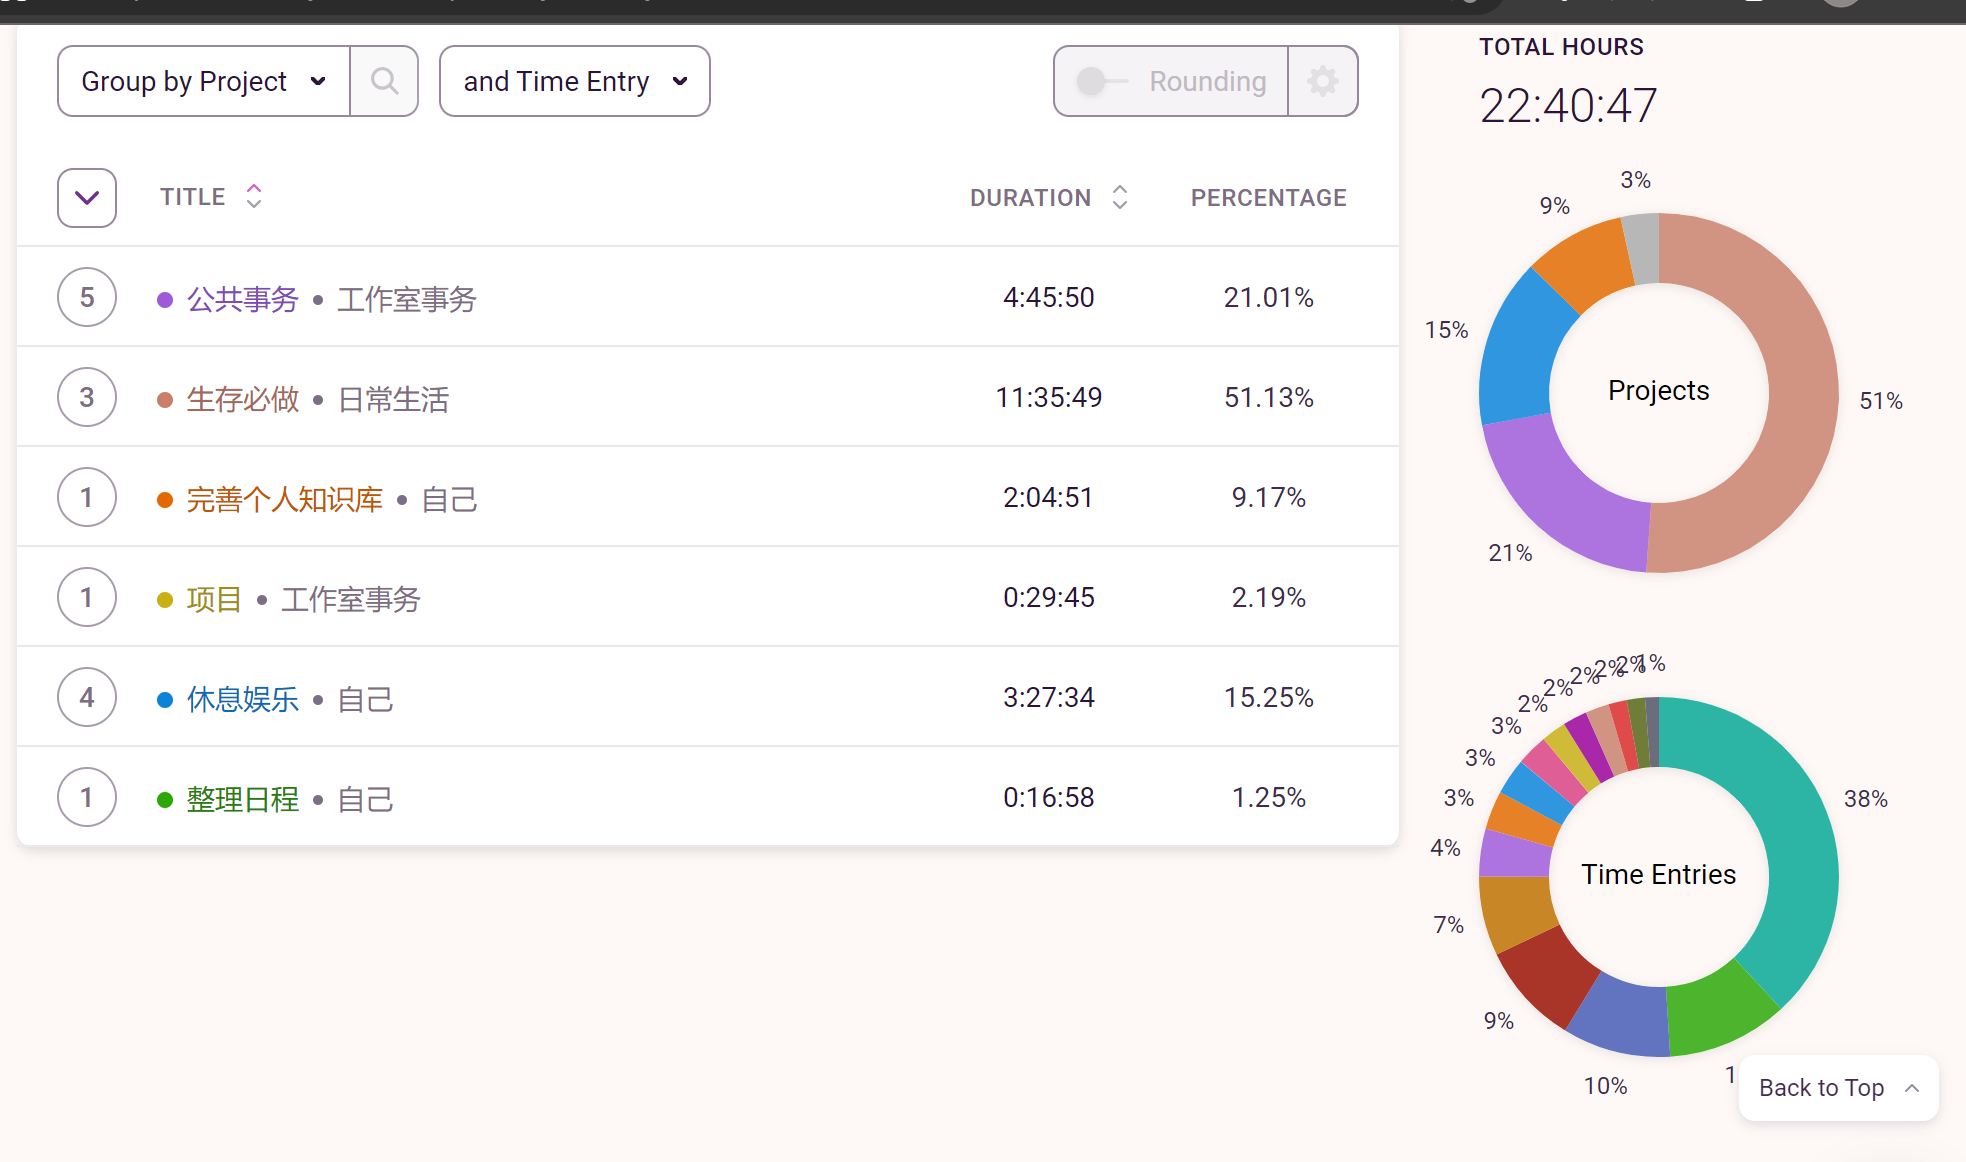 Group by Project
and Time Entry
Rounding
TITLE
DURATION
PERCENTAGE
5 公共事务 • 工作室事务 4:45:50 21.01%
3 生存必做 • 日常生活 11:35:49 51.13%
1 完善个人知识库 • 自己 2:04:51 9.17%
1 项目 • 工作室事务 0:29:45 2.19%
4 休息娱乐 • 自己 3:27:34 15.25%
1 整理日程 • 自己 0:16:58 1.25%
TOTAL HOURS
22:40:47
3%
9%
15%
Projects
51%
21%
1%
2%
2%
2%
2%
2%
3%
3%
3%
38%
4%
Time Entries
7%
9%
10%
1
Back to Top